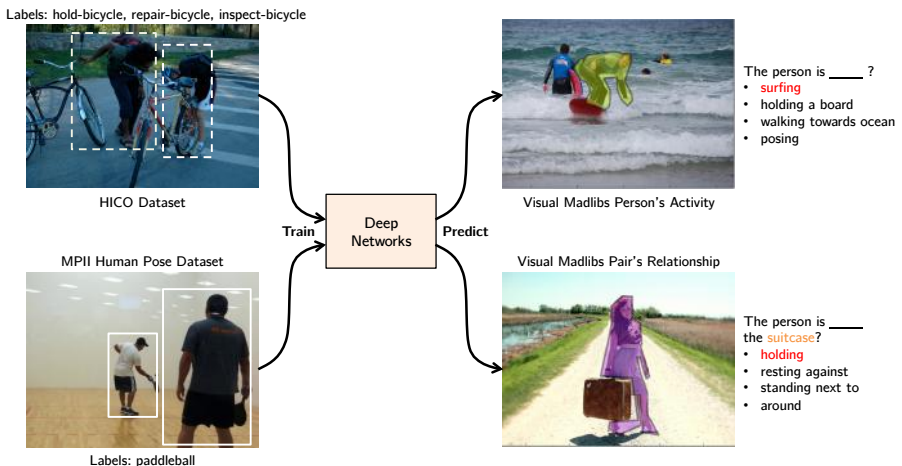 Labels: hold-bicycle, repair-bicycle, inspect-bicycle
HICO Dataset
MPII Human Pose Dataset
Labels: paddleball
Train
Deep
Networks
Predict
The person is _____ ?
• surfing
• holding a board
• walking towards ocean
• posing
Visual Madlibs Person's Activity
Visual Madlibs Pair's Relationship
The person is _____
the suitcase?
• holding
• resting against
• standing next to
• around